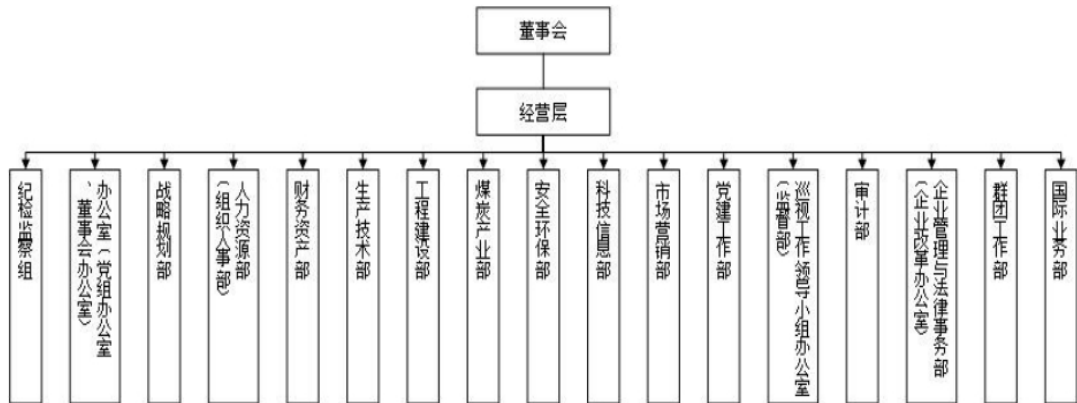 董事会
经营层
纪检监察组
办公室（党组办公室
、董事会办公室）
战略规划部
人力资源部
（组织人事部）
财务资产部
生产技术部
工程建设部
煤炭产业部
安全环保部
科技信息部
市场营销部
党建工作部
巡视工作领导小组办公室
（监督部）
审计部
企业管理与法律事务部
（企业改革办公室）
群团工作部
国际业务部